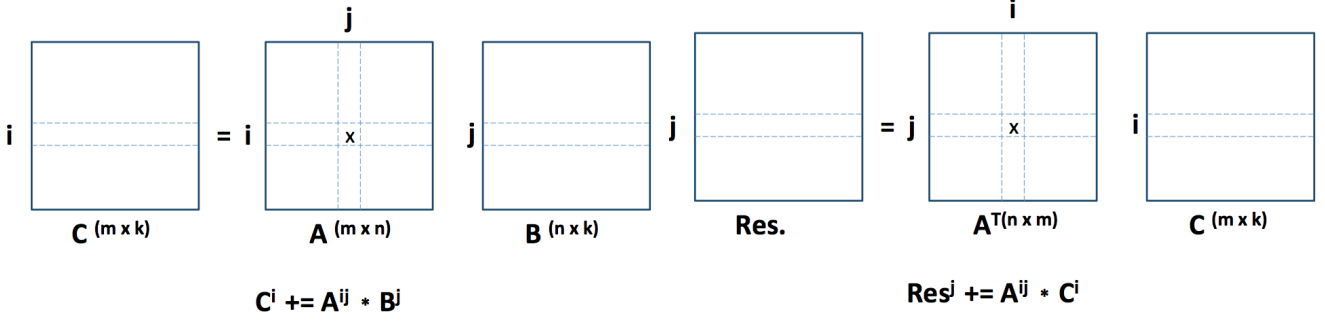 j
i
i = i x j j = j x i
C (m x k) A (m x n) B (n x k) Res. Aᵀ⁽ⁿ ˣ ᵐ⁾ C (m x k)
Cⁱ += Aⁱʲ * Bʲ
Resʲ += Aⁱʲ * Cⁱ